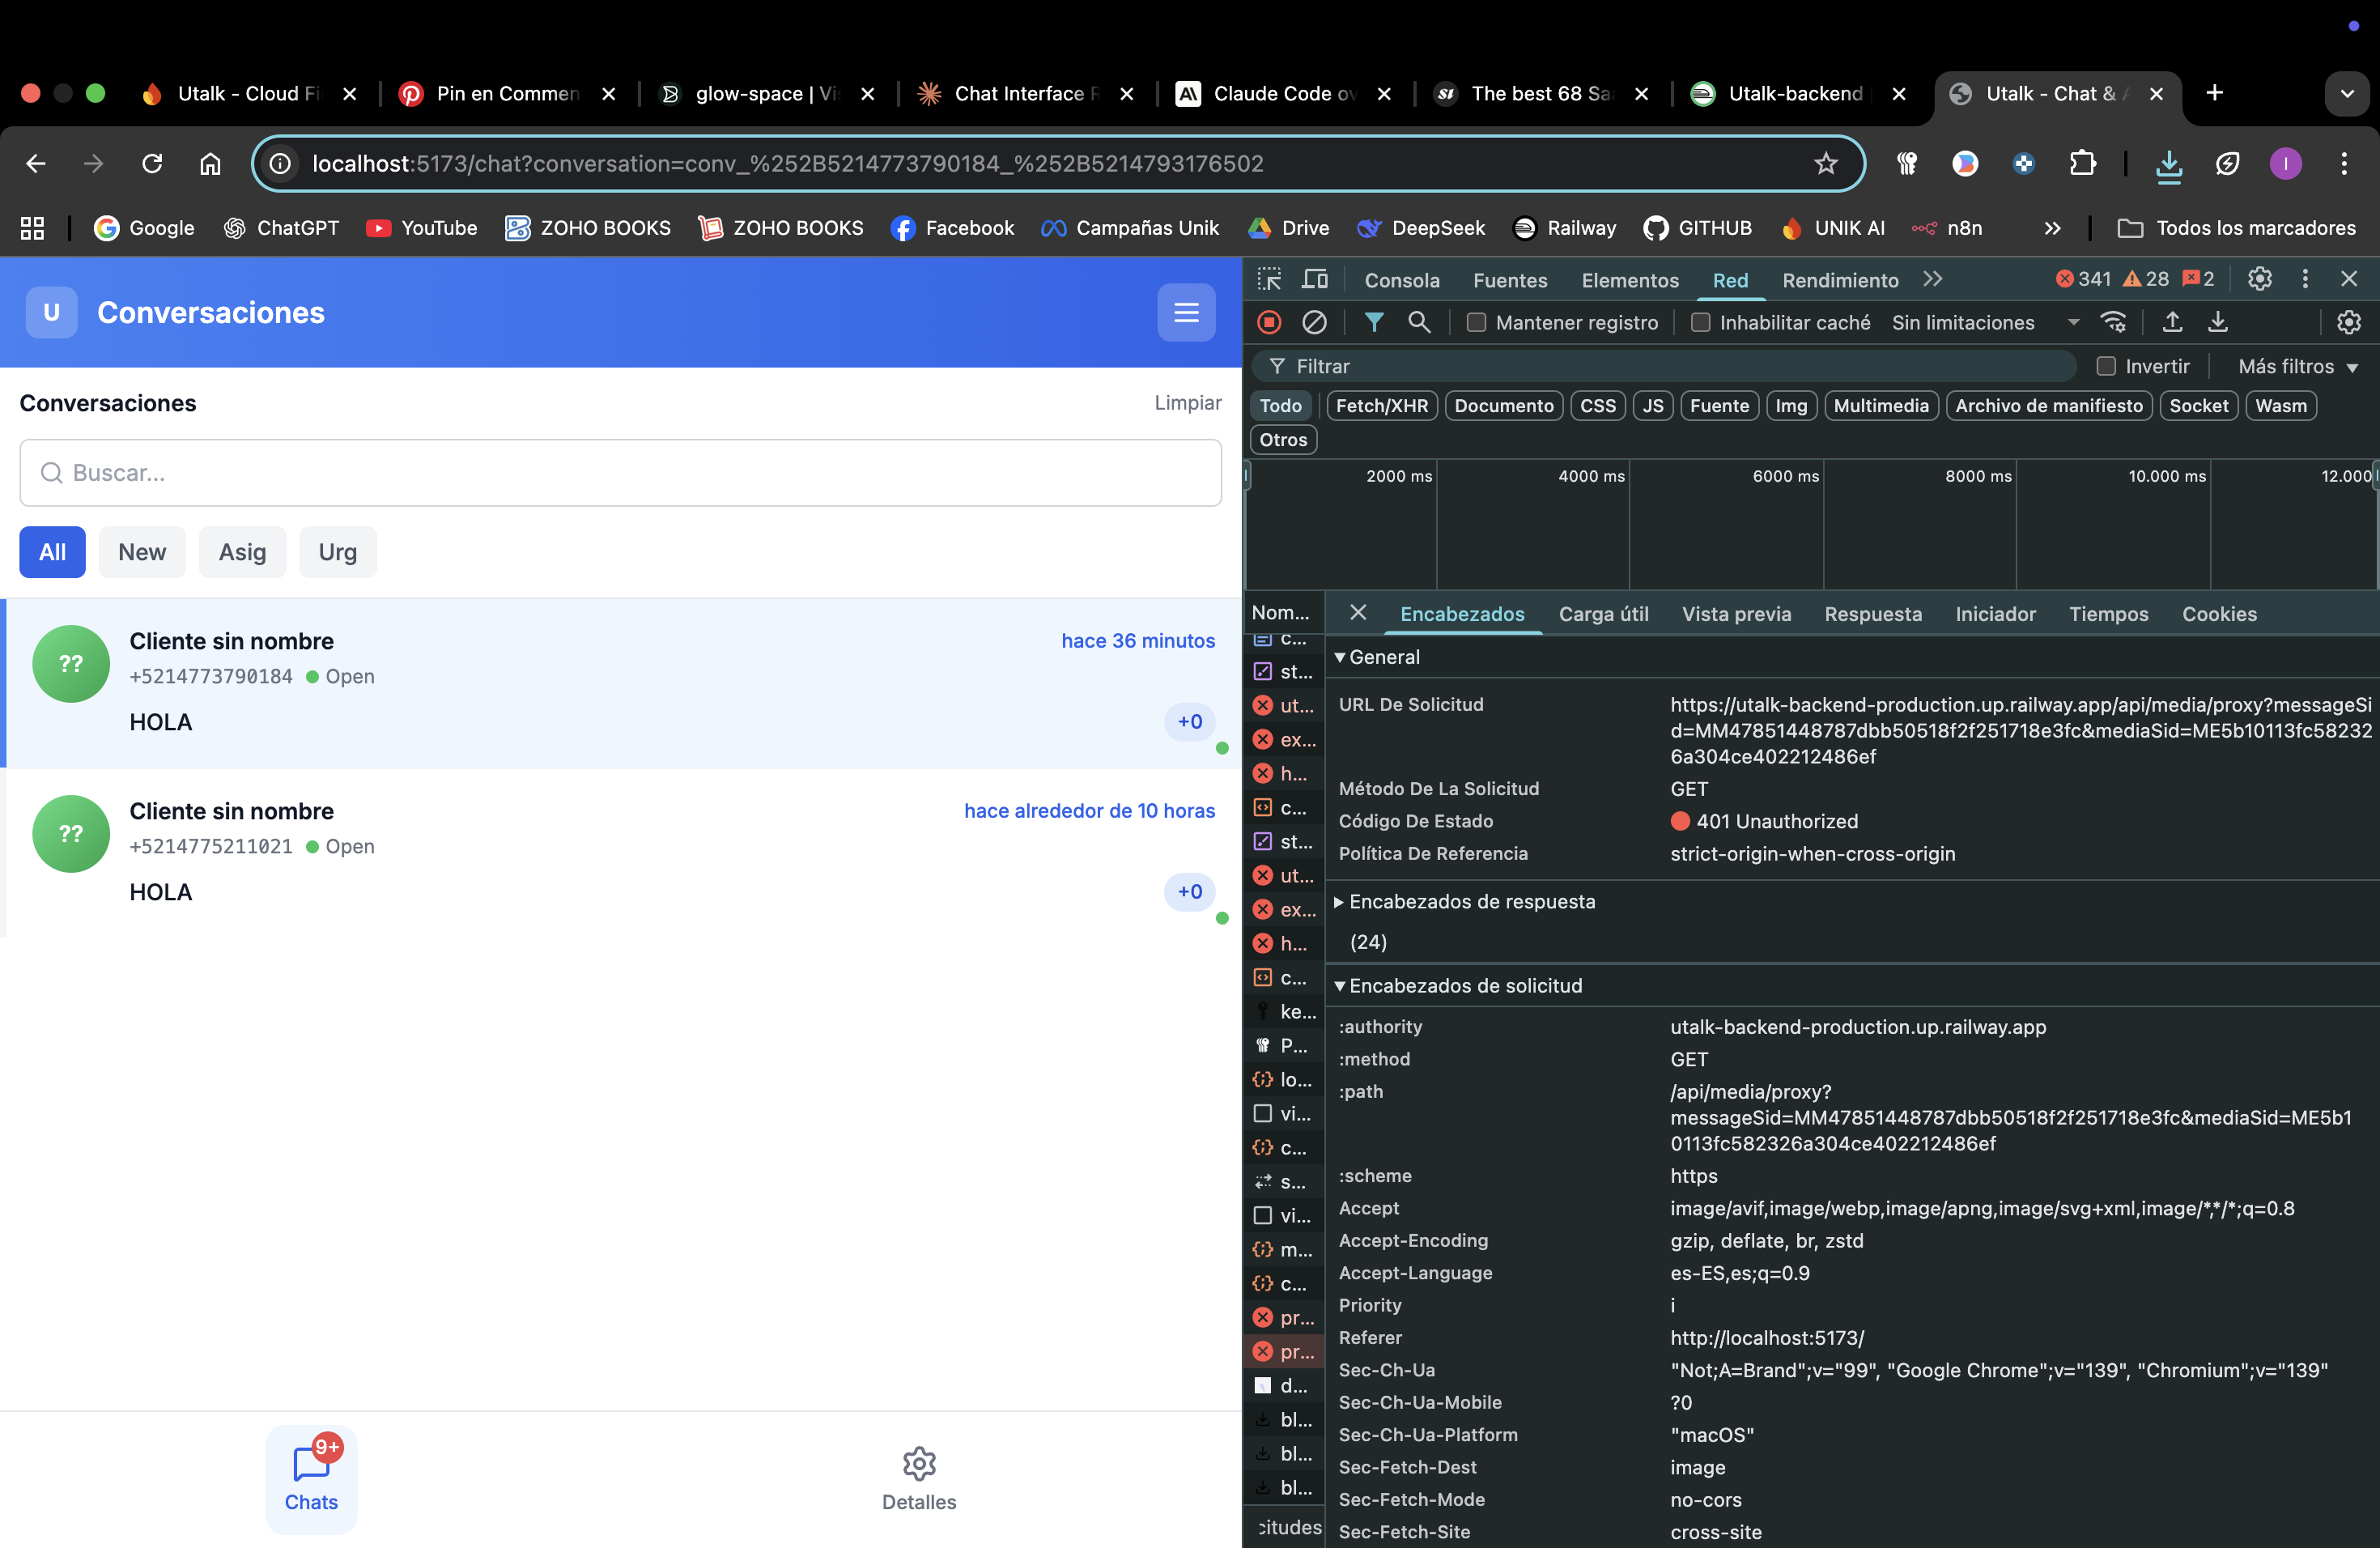 Utalk - Cloud Fi
Pin en Commen
glow-space | Vis
Chat Interface R
Claude Code ov
The best 68 Saa
Utalk-backend
Utalk - Chat & A
localhost:5173/chat?conversation=conv_%252B5214773790184_%252B5214793176502
Google
ChatGPT
YouTube
ZOHO BOOKS
ZOHO BOOKS
Facebook
Campañas Unik
Drive
DeepSeek
Railway
GITHUB
UNIK AI
n8n
Todos los marcadores
U
Conversaciones
Conversaciones
Limpiar
Buscar...
All
New
Asig
Urg
??
Cliente sin nombre
hace 36 minutos
+5214773790184
Open
HOLA
+0
??
Cliente sin nombre
hace alrededor de 10 horas
+5214775211021
Open
HOLA
+0
9+
Chats
Detalles
Consola
Fuentes
Elementos
Red
Rendimiento
341
28
2
Mantener registro
Inhabilitar caché
Sin limitaciones
Filtrar
Invertir
Más filtros
Todo
Fetch/XHR
Documento
CSS
JS
Fuente
Img
Multimedia
Archivo de manifiesto
Socket
Wasm
Otros
2000 ms
4000 ms
6000 ms
8000 ms
10.000 ms
12.000
Nom...
c...
st...
ut...
ex...
h...
c...
st...
ut...
ex...
h...
c...
ke...
P...
lo...
vi...
c...
s...
vi...
m...
c...
pr...
pr...
d...
bl...
bl...
bl...
citudes
Encabezados
Carga útil
Vista previa
Respuesta
Iniciador
Tiempos
Cookies
General
URL De Solicitud
https://utalk-backend-production.up.railway.app/api/media/proxy?messageSi
d=MM47851448787dbb50518f2f251718e3fc&mediaSid=ME5b10113fc58232
6a304ce402212486ef
Método De La Solicitud
GET
Código De Estado
401 Unauthorized
Política De Referencia
strict-origin-when-cross-origin
Encabezados de respuesta
(24)
Encabezados de solicitud
:authority
utalk-backend-production.up.railway.app
:method
GET
:path
/api/media/proxy?
messageSid=MM47851448787dbb50518f2f251718e3fc&mediaSid=ME5b1
0113fc582326a304ce402212486ef
:scheme
https
Accept
image/avif,image/webp,image/apng,image/svg+xml,image/*,*/*;q=0.8
Accept-Encoding
gzip, deflate, br, zstd
Accept-Language
es-ES,es;q=0.9
Priority
i
Referer
http://localhost:5173/
Sec-Ch-Ua
"Not;A=Brand";v="99", "Google Chrome";v="139", "Chromium";v="139"
Sec-Ch-Ua-Mobile
?0
Sec-Ch-Ua-Platform
"macOS"
Sec-Fetch-Dest
image
Sec-Fetch-Mode
no-cors
Sec-Fetch-Site
cross-site